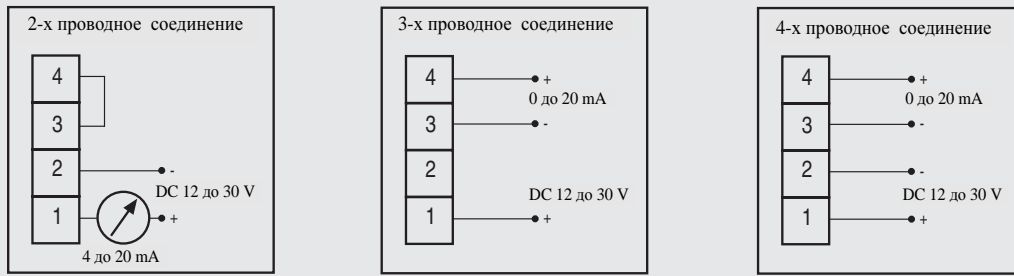 2-х проводное соединение
4
3
2
-
DC 12 до 30 V
1
+
4 до 20 mA
3-х проводное соединение
4
+
0 до 20 mA
3
-
2
DC 12 до 30 V
1
+
4-х проводное соединение
4
+
0 до 20 mA
3
-
2
-
DC 12 до 30 V
1
+